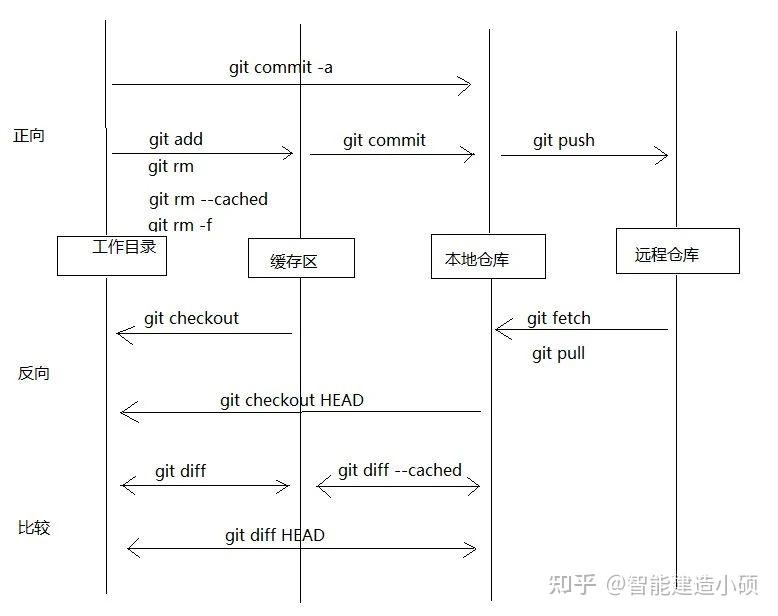 git commit -a
正向
git add
git commit
git push
git rm
git rm --cached
git rm -f
工作目录
缓存区
本地仓库
远程仓库
git checkout
git fetch
git pull
反向
git checkout HEAD
git diff
git diff --cached
比较
git diff HEAD
知乎 @智能建造小硕